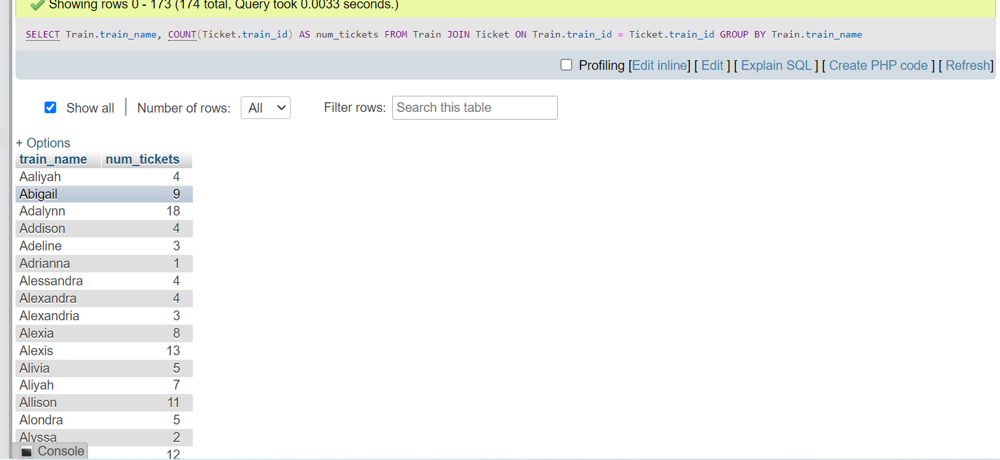 Showing rows 0 - 173 (174 total, Query took 0.0033 seconds.)
SELECT Train.train_name, COUNT(Ticket.train_id) AS num_tickets FROM Train JOIN Ticket ON Train.train_id = Ticket.train_id GROUP BY Train.train_name
Profiling [Edit inline] [ Edit ] [ Explain SQL ] [ Create PHP code ] [ Refresh]
Show all | Number of rows: All Filter rows: Search this table
+ Options
train_name num_tickets
Aaliyah 4
Abigail 9
Adalynn 18
Addison 4
Adeline 3
Adrianna 1
Alessandra 4
Alexandra 4
Alexandria 3
Alexia 8
Alexis 13
Alivia 5
Aliyah 7
Allison 11
Alondra 5
Alyssa 2
Console 12